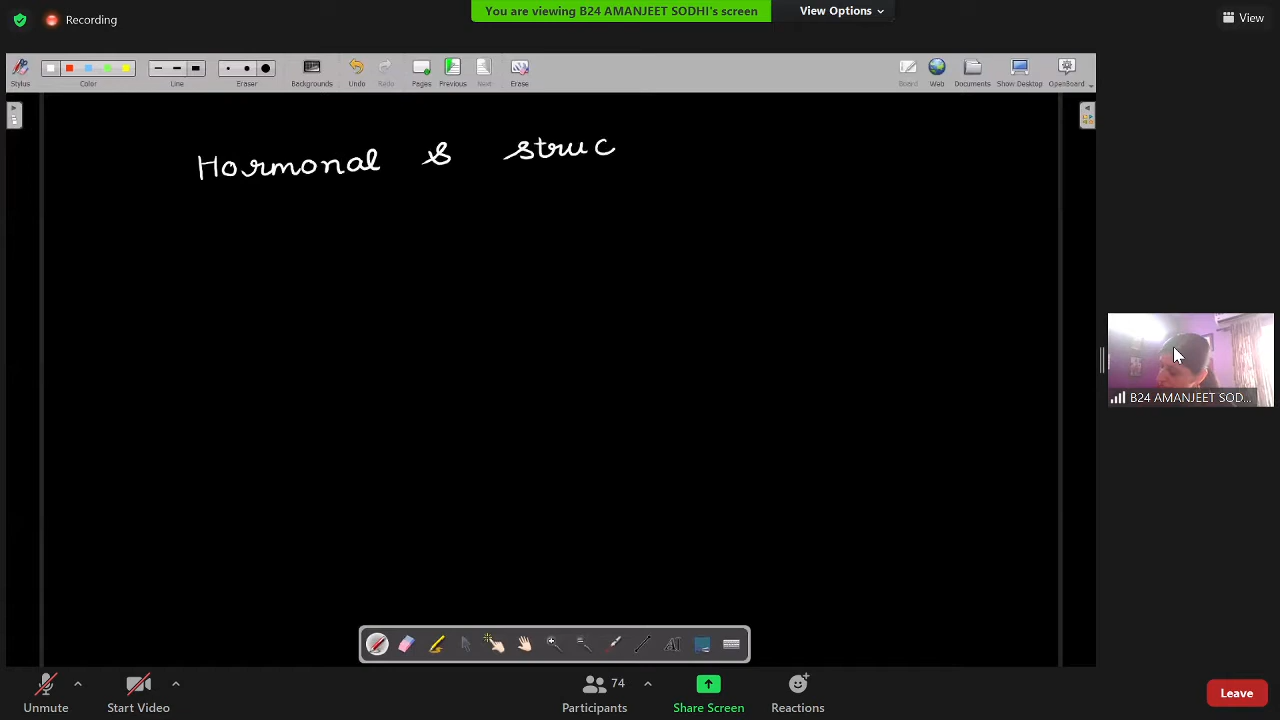 Recording
You are viewing B24 AMANJEET SODHI's screen
View Options
View
Stylus
Color
Line
Eraser
Backgrounds
Undo
Redo
Pages
Previous
Next
Erase
Board
Web
Documents
Show Desktop
OpenBoard
Hormonal & struc
B24 AMANJEET SOD...
Unmute
Start Video
74
Participants
Share Screen
Reactions
Leave